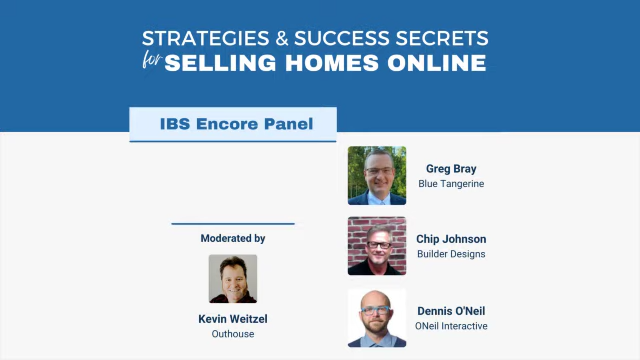 STRATEGIES & SUCCESS SECRETS
for SELLING HOMES ONLINE
IBS Encore Panel
Moderated by
Kevin Weitzel
Outhouse
Greg Bray
Blue Tangerine
Chip Johnson
Builder Designs
Dennis O'Neil
ONeil Interactive